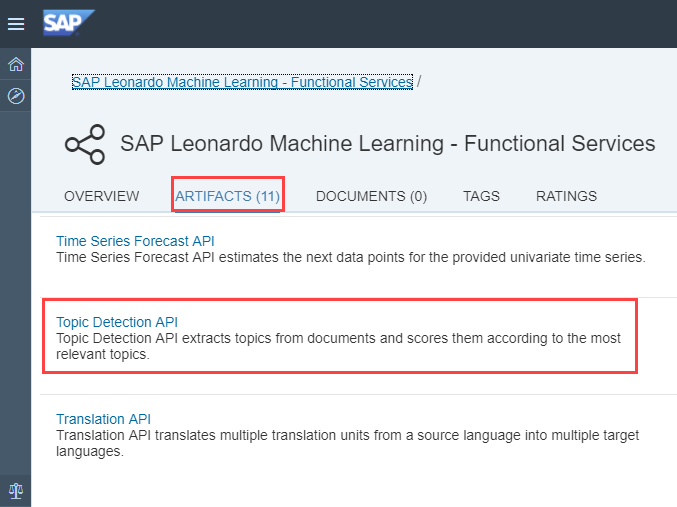 SAP
SAP Leonardo Machine Learning - Functional Services /
SAP Leonardo Machine Learning - Functional Services
OVERVIEW ARTIFACTS (11) DOCUMENTS (0) TAGS RATINGS
Time Series Forecast API
Time Series Forecast API estimates the next data points for the provided univariate time series.
Topic Detection API
Topic Detection API extracts topics from documents and scores them according to the most
relevant topics.
Translation API
Translation API translates multiple translation units from a source language into multiple target
languages.